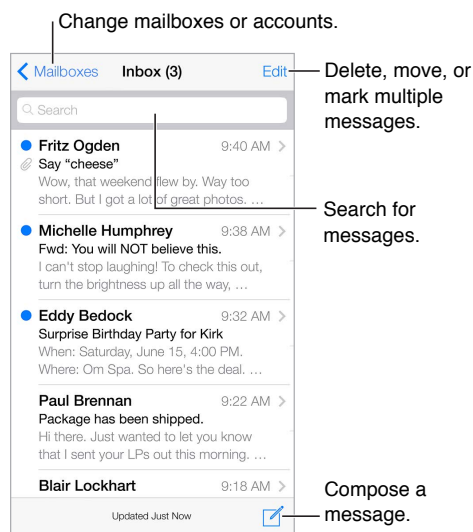 Change mailboxes or accounts.
Mailboxes Inbox (3) Edit
Delete, move, or
mark multiple
messages.
Search
Fritz Ogden 9:40 AM
Say “cheese”
Wow, that weekend flew by. Way too
short. But I got a lot of great photos. …
Search for
messages.
Michelle Humphrey 9:38 AM
Fwd: You will NOT believe this.
I can't stop laughing! To check this out,
turn the brightness up all the way, …
Eddy Bedock 9:32 AM
Surprise Birthday Party for Kirk
When: Saturday, June 15, 4:00 PM.
Where: Om Spa. So here's the deal. …
Paul Brennan 9:22 AM
Package has been shipped.
Hi there. Just wanted to let you know
that I sent your LPs out this morning. …
Blair Lockhart 9:18 AM
Updated Just Now
Compose a
message.